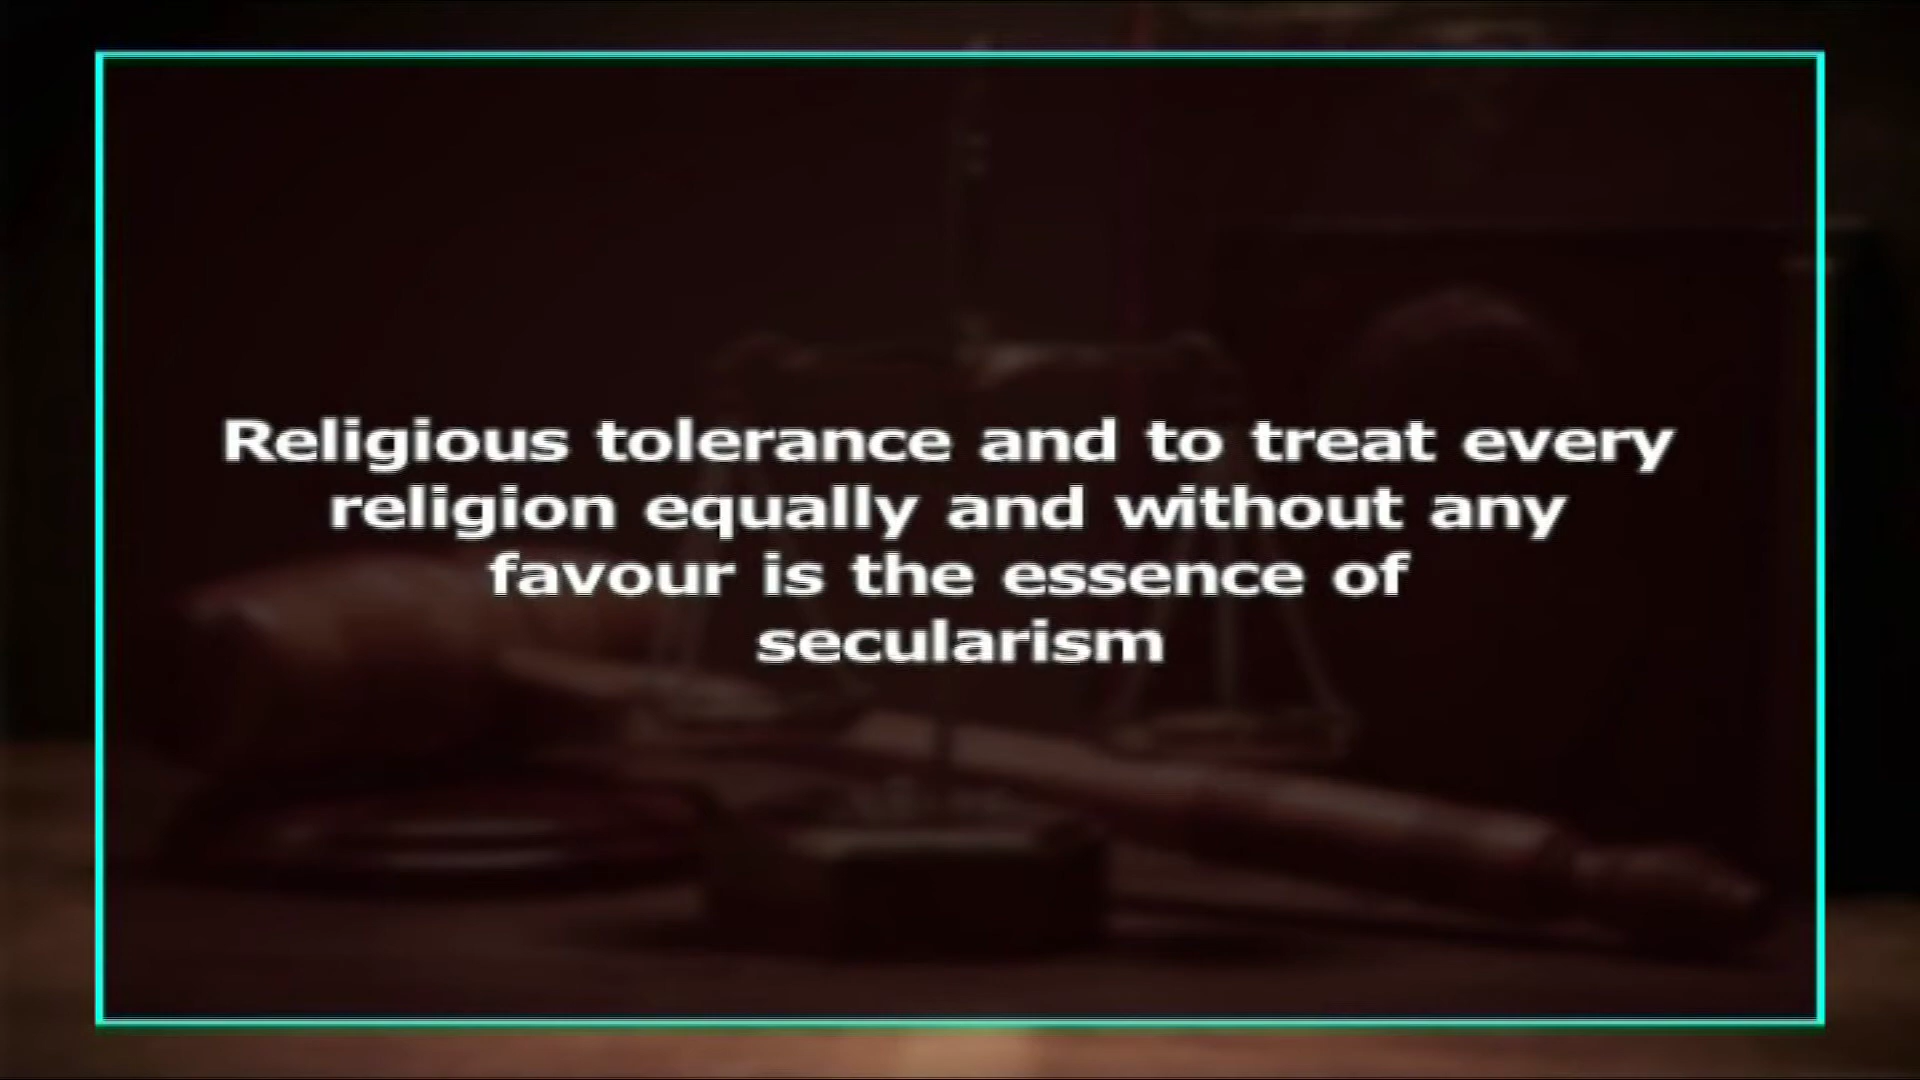 Religious tolerance and to treat every
religion equally and without any
favour is the essence of
secularism